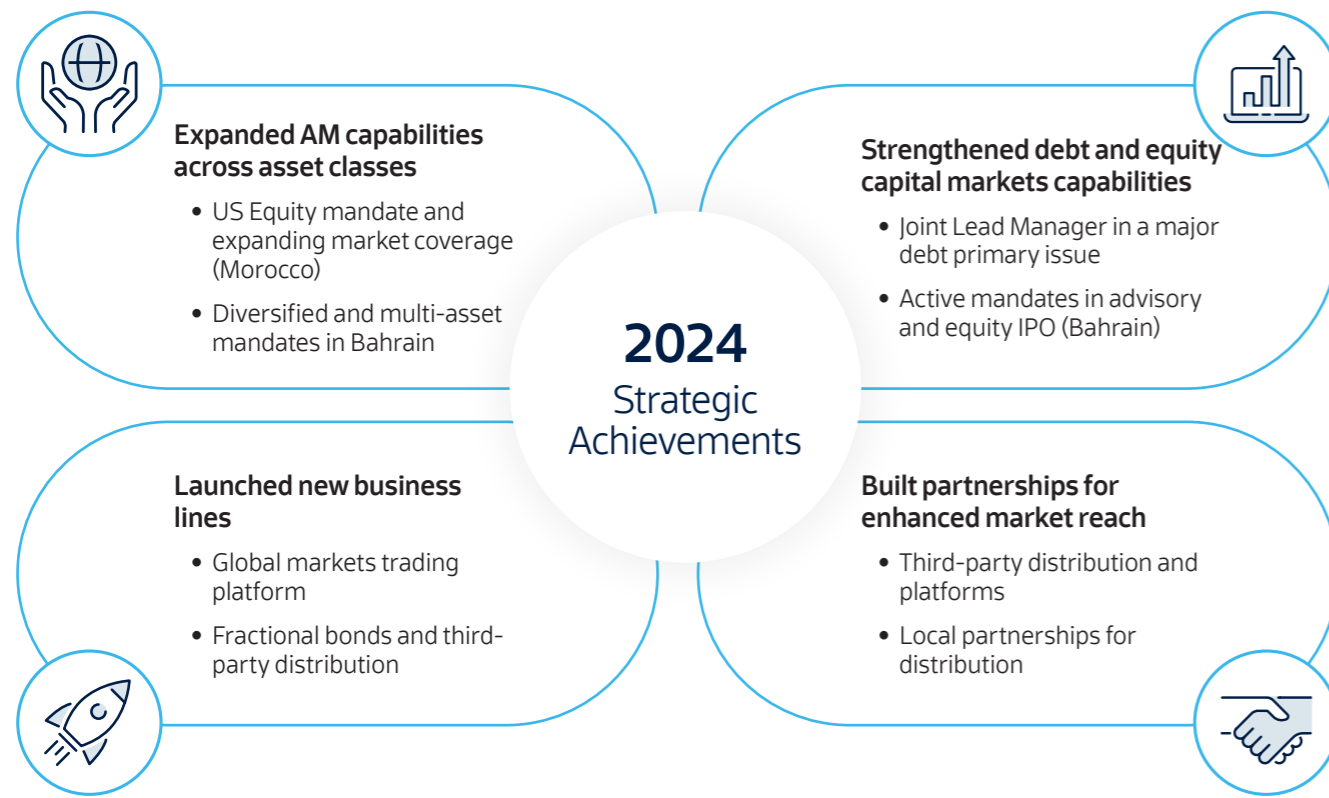 Expanded AM capabilities
across asset classes
• US Equity mandate and
expanding market coverage
(Morocco)
• Diversified and multi-asset
mandates in Bahrain
Strengthened debt and equity
capital markets capabilities
• Joint Lead Manager in a major
debt primary issue
• Active mandates in advisory
and equity IPO (Bahrain)
2024
Strategic
Achievements
Launched new business
lines
• Global markets trading
platform
• Fractional bonds and third-
party distribution
Built partnerships for
enhanced market reach
• Third-party distribution and
platforms
• Local partnerships for
distribution